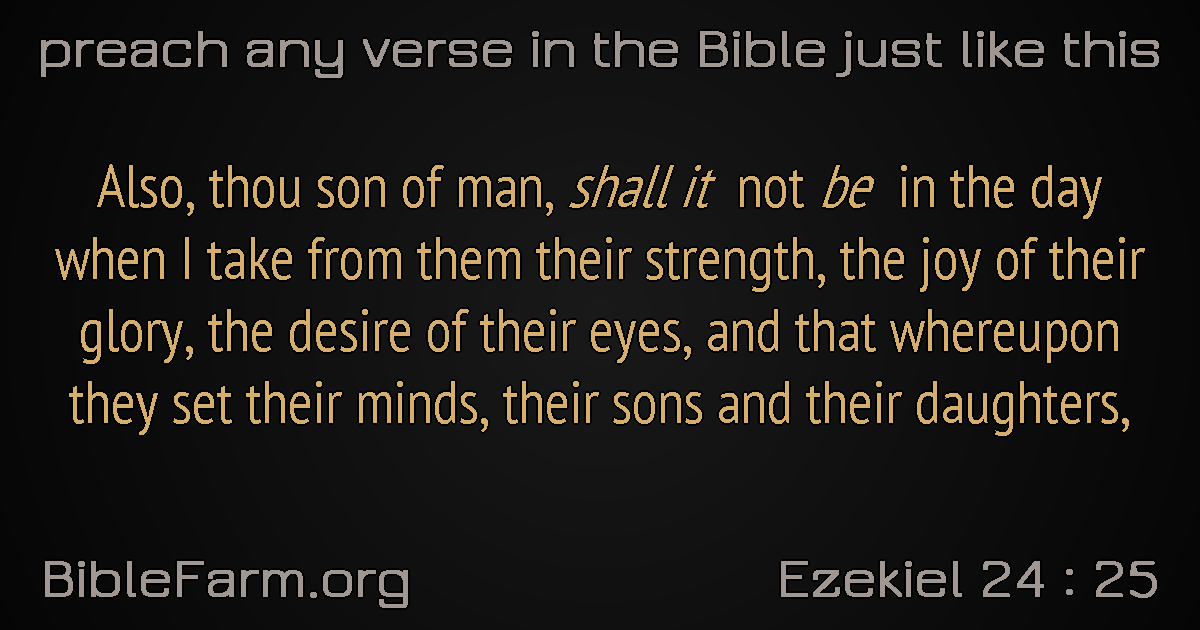 preach any verse in the Bible just like this
Also, thou son of man, shall it not be in the day
when I take from them their strength, the joy of their
glory, the desire of their eyes, and that whereupon
they set their minds, their sons and their daughters,
BibleFarm.org
Ezekiel 24 : 25